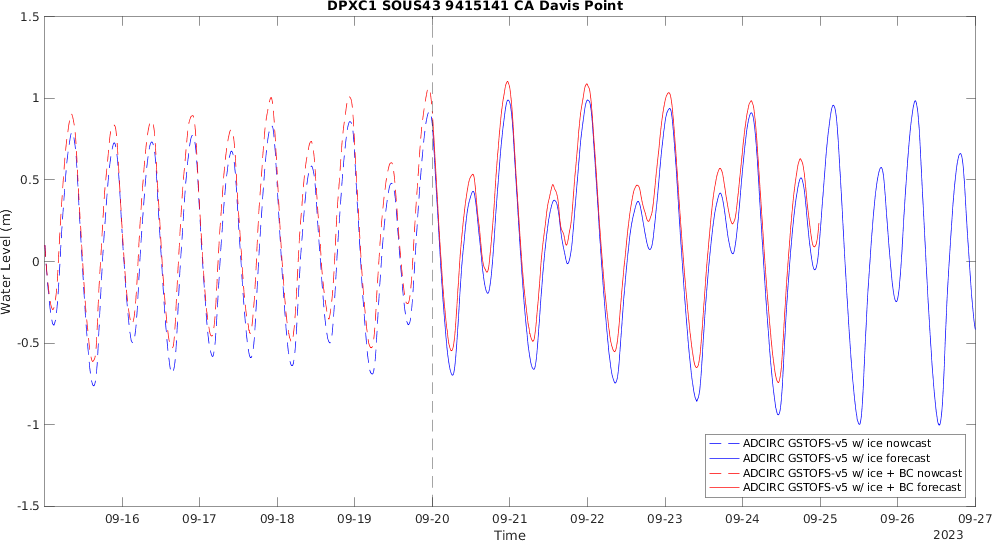 DPXC1 SOUS43 9415141 CA Davis Point
1.5
1
0.5
0
-0.5
-1
-1.5
Water Level (m)
09-16 09-17 09-18 09-19 09-20 09-21 09-22 09-23 09-24 09-25 09-26 09-27
Time
2023
ADCIRC GSTOFS-v5 w/ ice nowcast
ADCIRC GSTOFS-v5 w/ ice forecast
ADCIRC GSTOFS-v5 w/ ice + BC nowcast
ADCIRC GSTOFS-v5 w/ ice + BC forecast